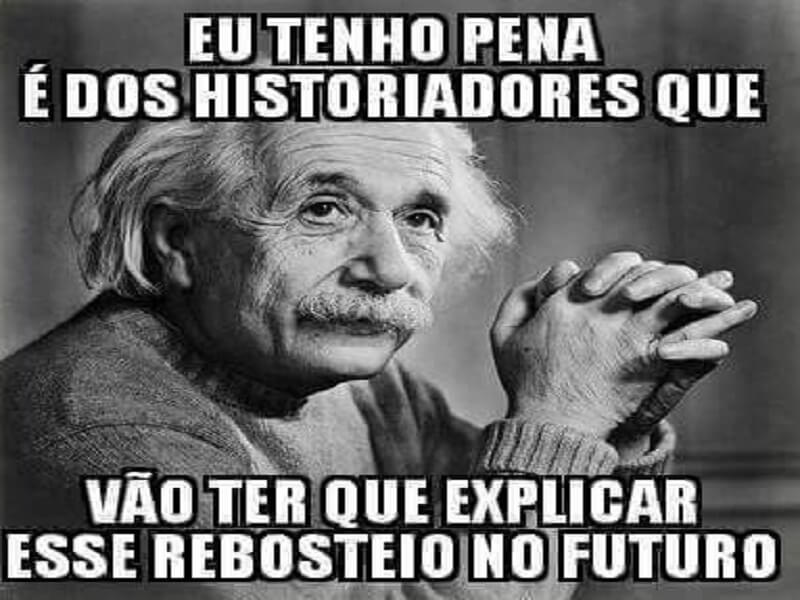 EU TENHO PENA
É DOS HISTORIADORES QUE
VÃO TER QUE EXPLICAR
ESSE REBOSTEIO NO FUTURO